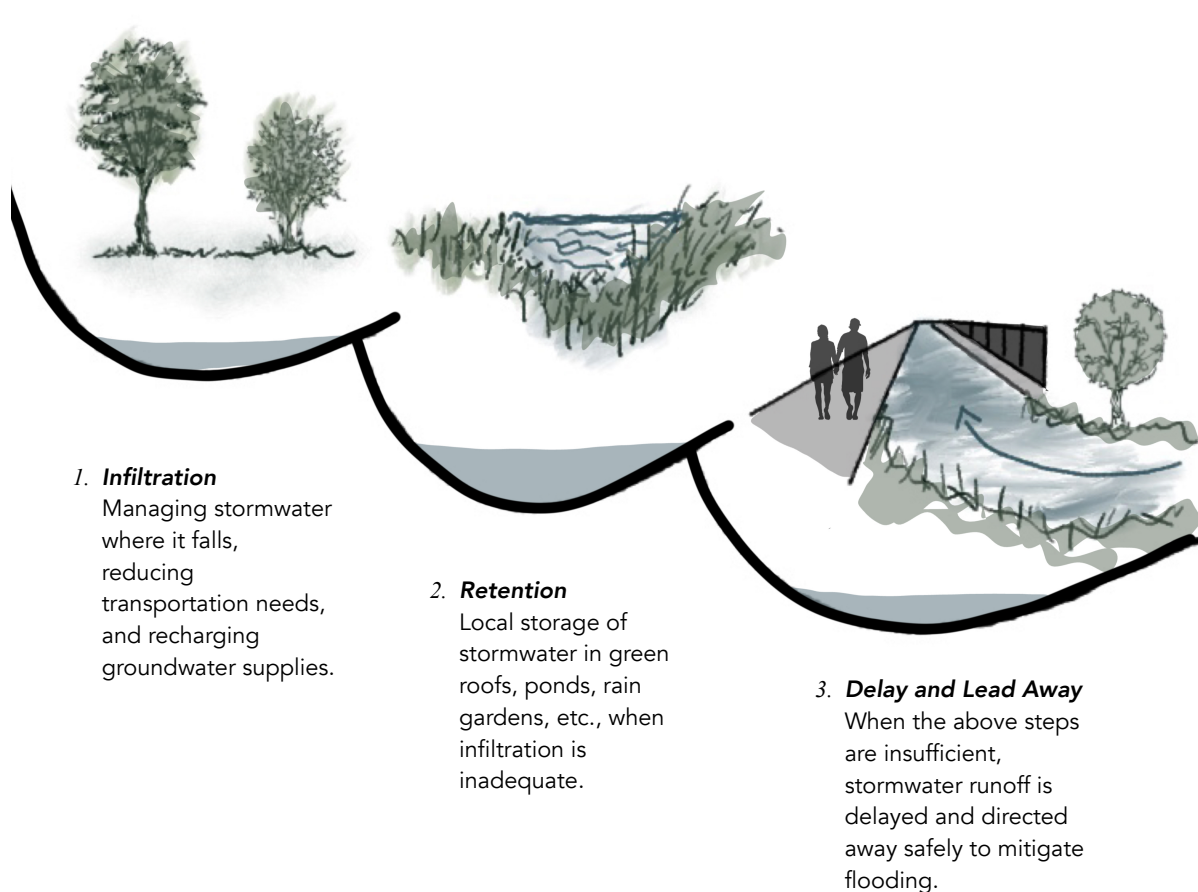 1. Infiltration
Managing stormwater
where it falls,
reducing
transportation needs,
and recharging
groundwater supplies.
2. Retention
Local storage of
stormwater in green
roofs, ponds, rain
gardens, etc., when
infiltration is
inadequate.
3. Delay and Lead Away
When the above steps
are insufficient,
stormwater runoff is
delayed and directed
away safely to mitigate
flooding.